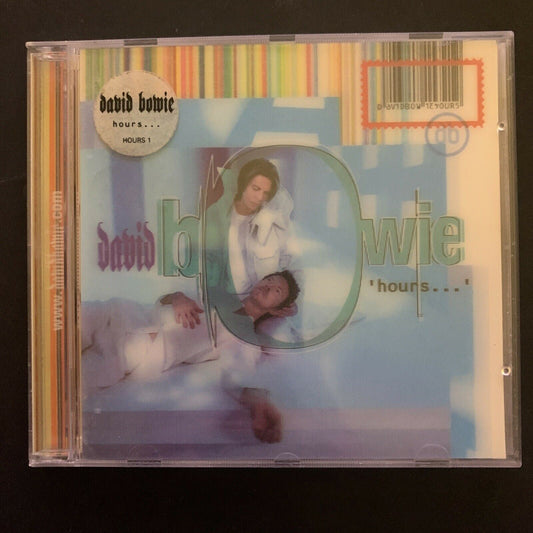 david bowie
hours...
HOURS 1
david bowie
'hours...'
www.davidbowie.com